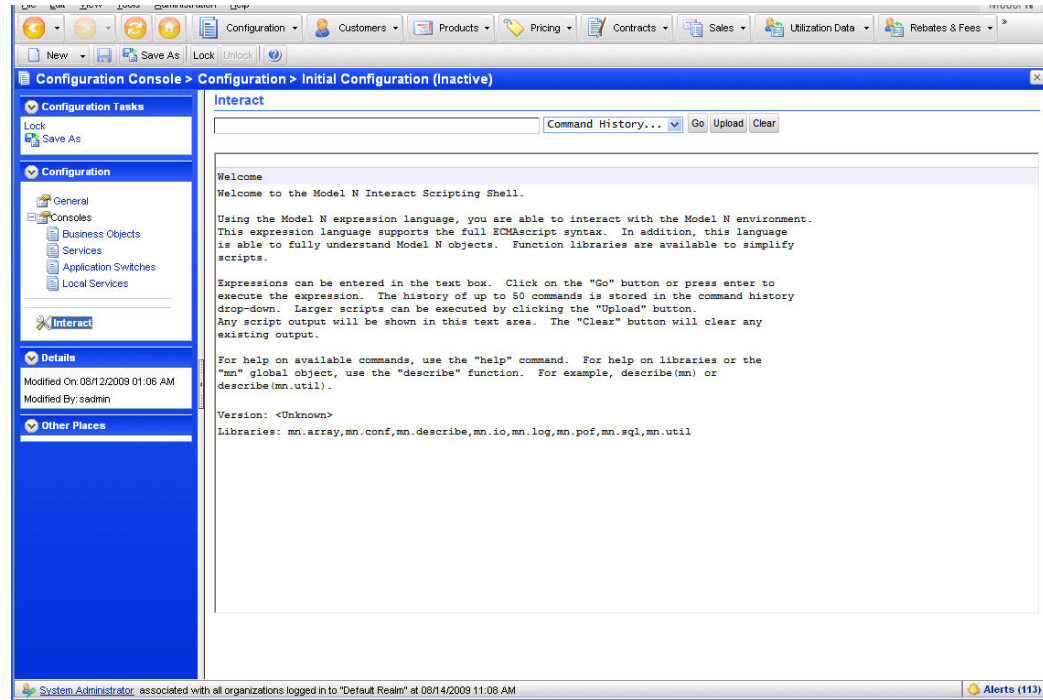 File Edit View Tools Administration Help Model N
Configuration Customers Products Pricing Contracts Sales Utilization Data Rebates & Fees »
New Save As Lock Unlock
Configuration Console > Configuration > Initial Configuration (Inactive)
Configuration Tasks
Lock
Save As
Configuration
General
Consoles
Business Objects
Services
Application Switches
Local Services
Interact
Details
Modified On: 08/12/2009 01:06 AM
Modified By: sadmin
Other Places
Interact
Command History... Go Upload Clear
Welcome
Welcome to the Model N Interact Scripting Shell.
Using the Model N expression language, you are able to interact with the Model N environment.
This expression language supports the full ECMAscript syntax. In addition, this language
is able to fully understand Model N objects. Function libraries are available to simplify
scripts.
Expressions can be entered in the text box. Click on the "Go" button or press enter to
execute the expression. The history of up to 50 commands is stored in the command history
drop-down. Larger scripts can be executed by clicking the "Upload" button.
Any script output will be shown in this text area. The "Clear" button will clear any
existing output.
For help on available commands, use the "help" command. For help on libraries or the
"mn" global object, use the "describe" function. For example, describe(mn) or
describe(mn.util).
Version: <Unknown>
Libraries: mn.array,mn.conf,mn.describe,mn.io,mn.log,mn.pof,mn.sql,mn.util
System Administrator associated with all organizations logged in to "Default Realm" at 08/14/2009 11:08 AM
Alerts (113)